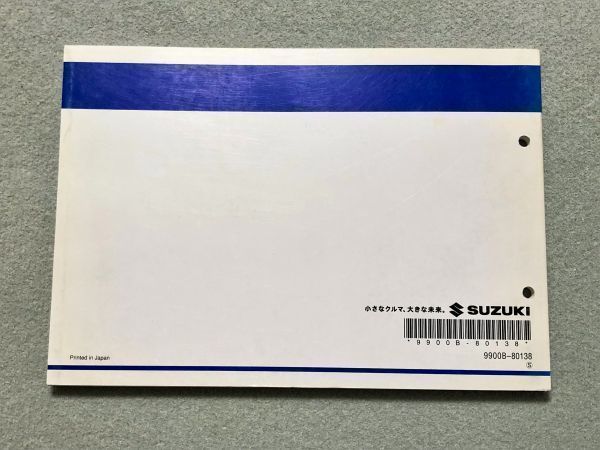 小さなクルマ、大きな未来。 SUZUKI
*9900B-80138*
9900B-80138
Printed in Japan
Ⓢ